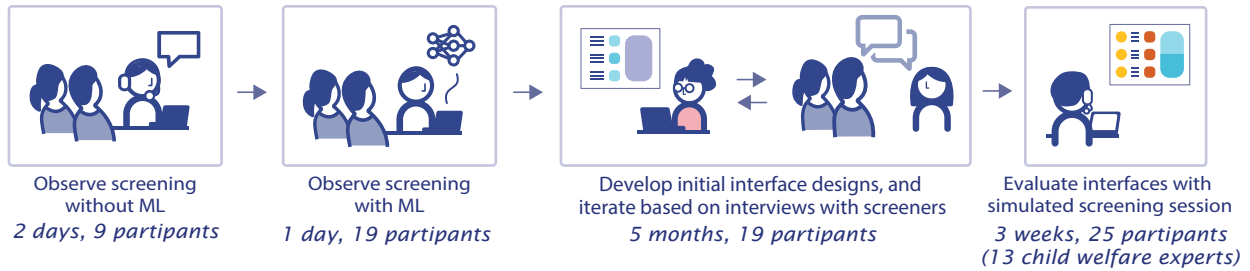 Observe screening
without ML
2 days, 9 partipants
Observe screening
with ML
1 day, 19 partipants
Develop initial interface designs, and
iterate based on interviews with screeners
5 months, 19 partipants
Evaluate interfaces with
simulated screening session
3 weeks, 25 partipants
(13 child welfare experts)